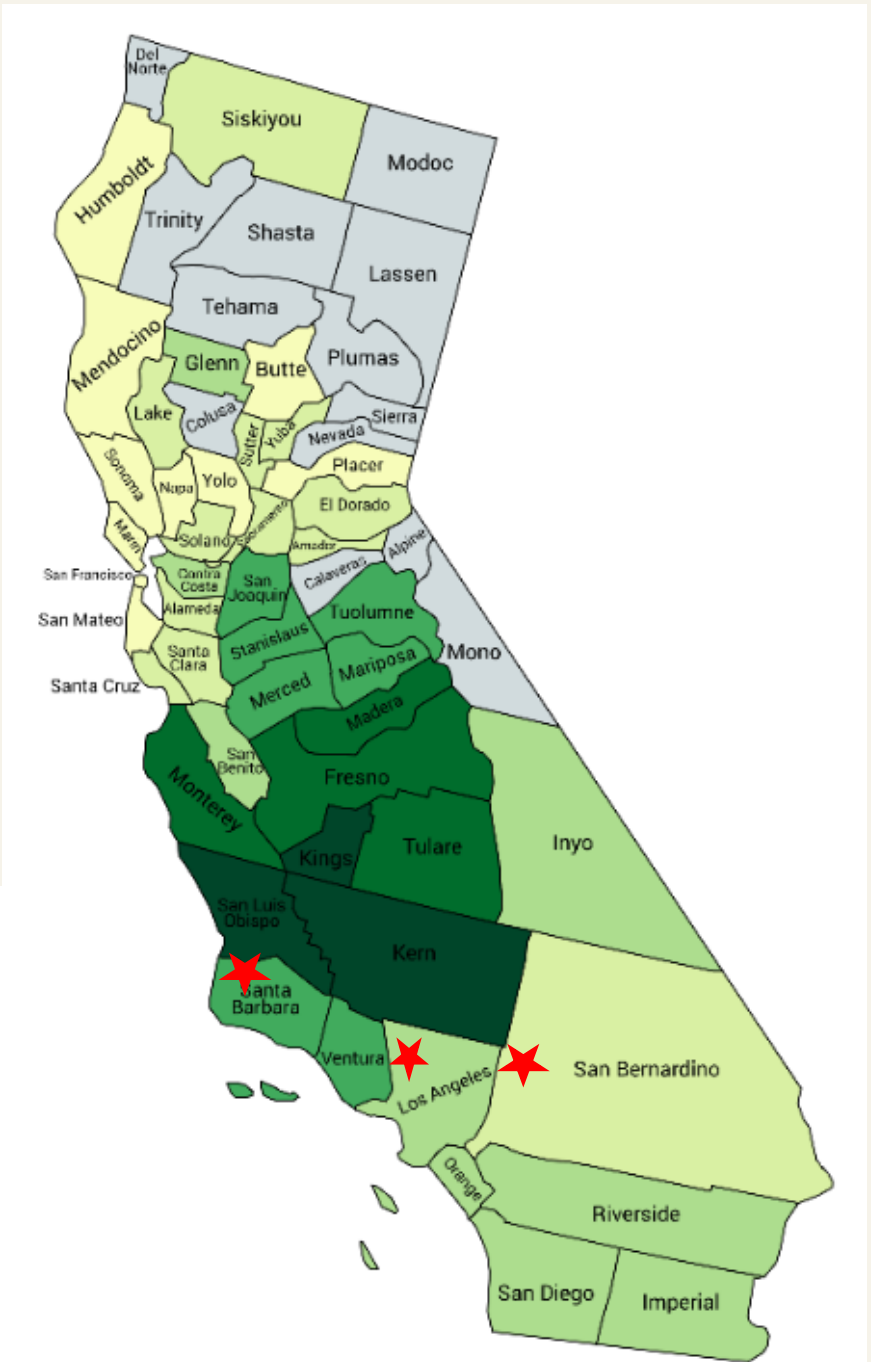 Del
Norte
Siskiyou
Modoc
Humboldt
Trinity
Shasta
Lassen
Tehama
Mendocino
Glenn
Butte
Plumas
Lake
Colusa
Sutter
Yuba
Sierra
Nevada
Sonoma
Napa
Yolo
Placer
El Dorado
Marin
Solano
Sacramento
Amador
Alpine
San Francisco
Contra
Costa
San
Joaquin
Calaveras
San Mateo
Alameda
Tuolumne
Stanislaus
Santa
Clara
Mariposa
Mono
Santa Cruz
Merced
Madera
San
Benito
Monterey
Fresno
Kings
Tulare
Inyo
San Luis
Obispo
Kern
Santa
Barbara
Ventura
Los Angeles
San Bernardino
Orange
Riverside
San Diego
Imperial